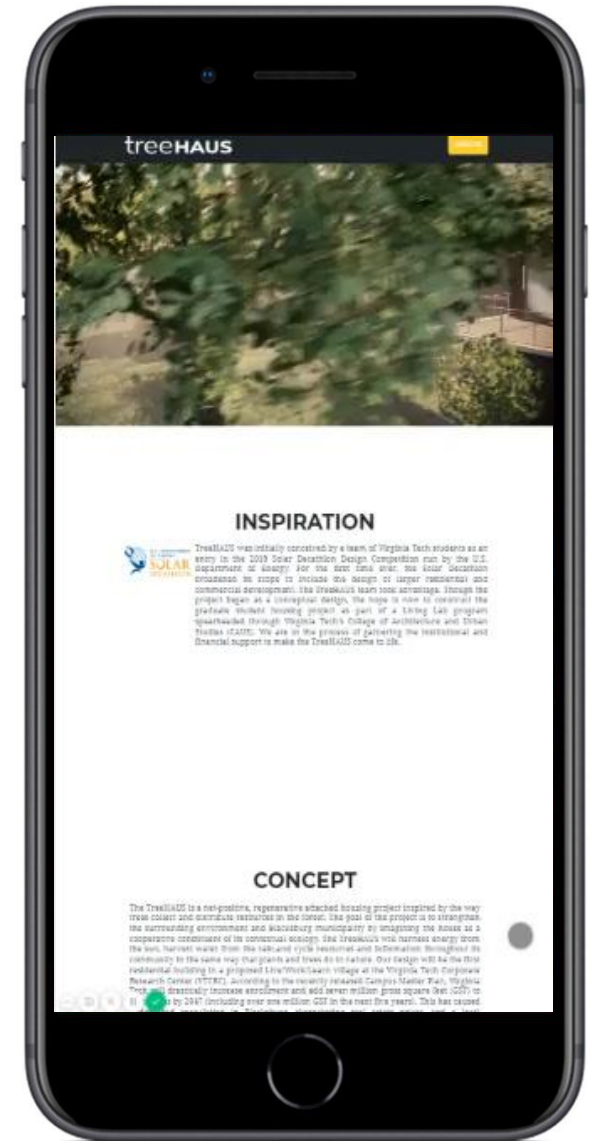 treeHAUS
INSPIRATION
SOLAR
TreeHAUS was initially conceived by a team of Virginia Tech students as an
entry in the 2019 Solar Decathlon Design Competition run by the U.S.
department of Energy. For the first time ever, the Solar Decathlon
broadened its scope to include the design of larger residential and
commercial development. The TreeHAUS team took advantage. Though the
project began as a conceptual design, the hope is now to construct the
graduate student housing project as part of a Living Lab program
spearheaded through Virginia Tech's College of Architecture and Urban
Studies (CAUS). We are in the process of gathering the institutional and
financial support to make the TreeHAUS come to life.
CONCEPT
The TreeHAUS is a net-positive, regenerative attached housing project inspired by the way
trees collect and distribute resources in the forest. The goal of the project is to strengthen
the surrounding environment and Blacksburg municipality by imagining the house as a
cooperative constituent of its contextual ecology. The TreeHAUS will harness energy from
the sun, harvest water from the rain, and cycle resources and information throughout its
community in the same way that plants and trees do in nature. Our design will be the first
residential building in a proposed Live/Work/Learn village at the Virginia Tech Corporate
Research Center (VTCRC). According to the recently released Campus Master Plan, Virginia
Tech will drastically increase enrollment and add seven million gross square feet (GSF) to
by 2047 (including over one million GSF in the next five years). This has caused